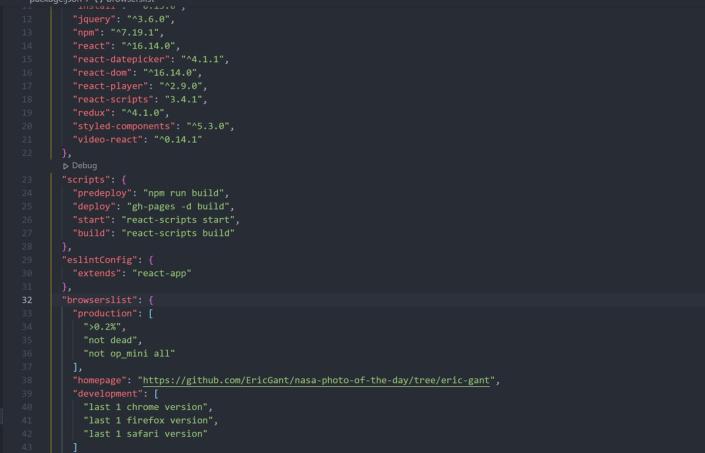 package.json > {} browserslist
11 "install": "^0.13.0",
12 "jquery": "^3.6.0",
13 "npm": "^7.19.1",
14 "react": "^16.14.0",
15 "react-datepicker": "^4.1.1",
16 "react-dom": "^16.14.0",
17 "react-player": "^2.9.0",
18 "react-scripts": "3.4.1",
19 "redux": "^4.1.0",
20 "styled-components": "^5.3.0",
21 "video-react": "^0.14.1"
22 },
Debug
23 "scripts": {
24 "predeploy": "npm run build",
25 "deploy": "gh-pages -d build",
26 "start": "react-scripts start",
27 "build": "react-scripts build"
28 },
29 "eslintConfig": {
30 "extends": "react-app"
31 },
32 "browserslist": {
33 "production": [
34 ">0.2%",
35 "not dead",
36 "not op_mini all"
37 ],
38 "homepage": "https://github.com/EricGant/nasa-photo-of-the-day/tree/eric-gant",
39 "development": [
40 "last 1 chrome version",
41 "last 1 firefox version",
42 "last 1 safari version"
43 ]